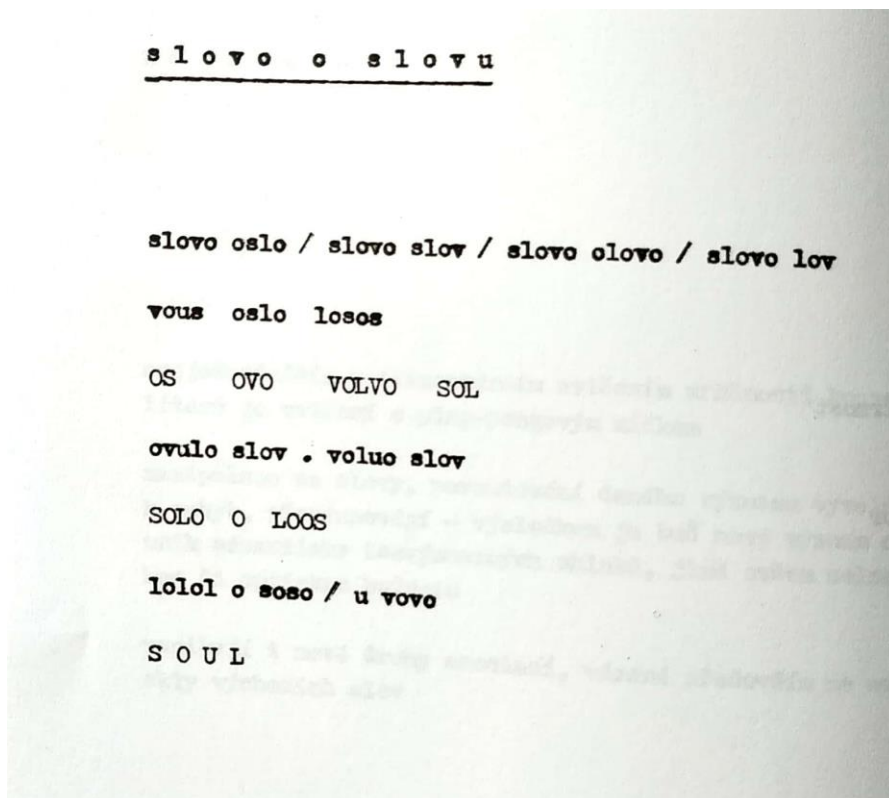 slovo o slovu
slovo oslo / slovo slov / slovo olovo / slovo lov
vous oslo losos
OS OVO VOLVO SOL
ovulo slov . voluo slov
SOLO O LOOS
lolol o soso / u vovo
S O U L